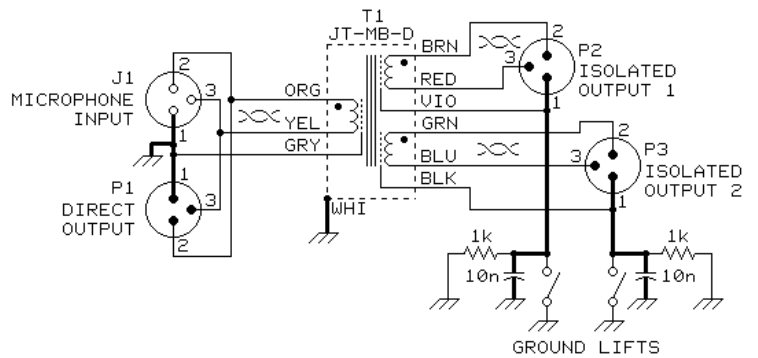 T1
JT-MB-D
J1
MICROPHONE
INPUT
2
3
1
ORG
YEL
GRY
P1
DIRECT
OUTPUT
1
3
2
WHI
BRN
RED
VIO
GRN
BLU
BLK
2
3
1
P2
ISOLATED
OUTPUT 1
2
3
1
P3
ISOLATED
OUTPUT 2
1k
10n
1k
10n
GROUND LIFTS